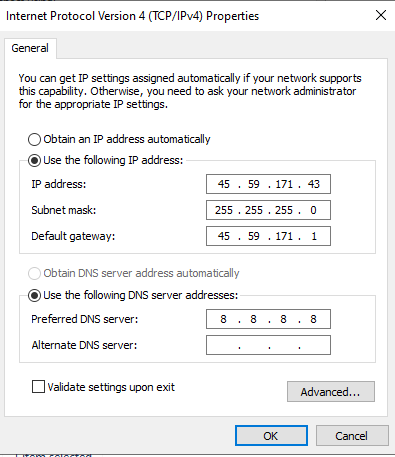 Internet Protocol Version 4 (TCP/IPv4) Properties
General
You can get IP settings assigned automatically if your network supports
this capability. Otherwise, you need to ask your network administrator
for the appropriate IP settings.
Obtain an IP address automatically
Use the following IP address:
IP address: 45 . 59 . 171 . 43
Subnet mask: 255 . 255 . 255 . 0
Default gateway: 45 . 59 . 171 . 1
Obtain DNS server address automatically
Use the following DNS server addresses:
Preferred DNS server: 8 . 8 . 8 . 8
Alternate DNS server: . . .
Validate settings upon exit
Advanced...
OK Cancel
item selected